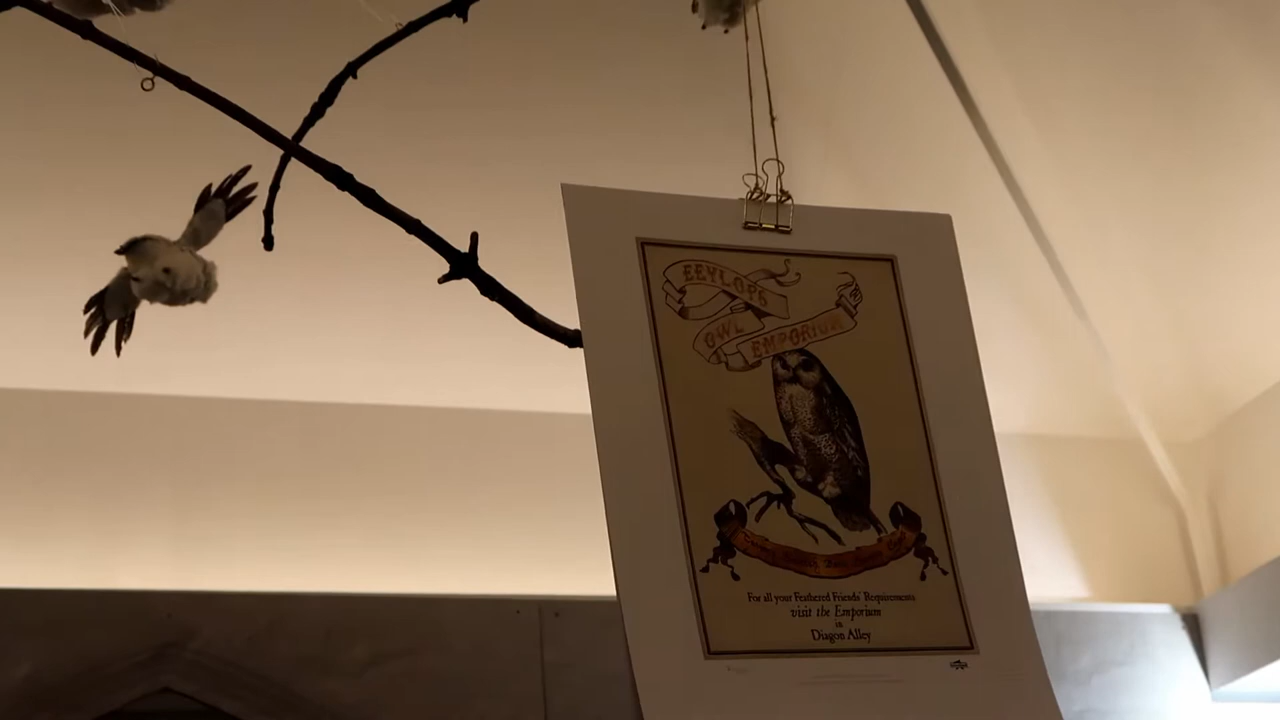 EEYLOPS
OWL
EMPORIUM
For all your Feathered Friends' Requirements
visit the Emporium
in
Diagon Alley